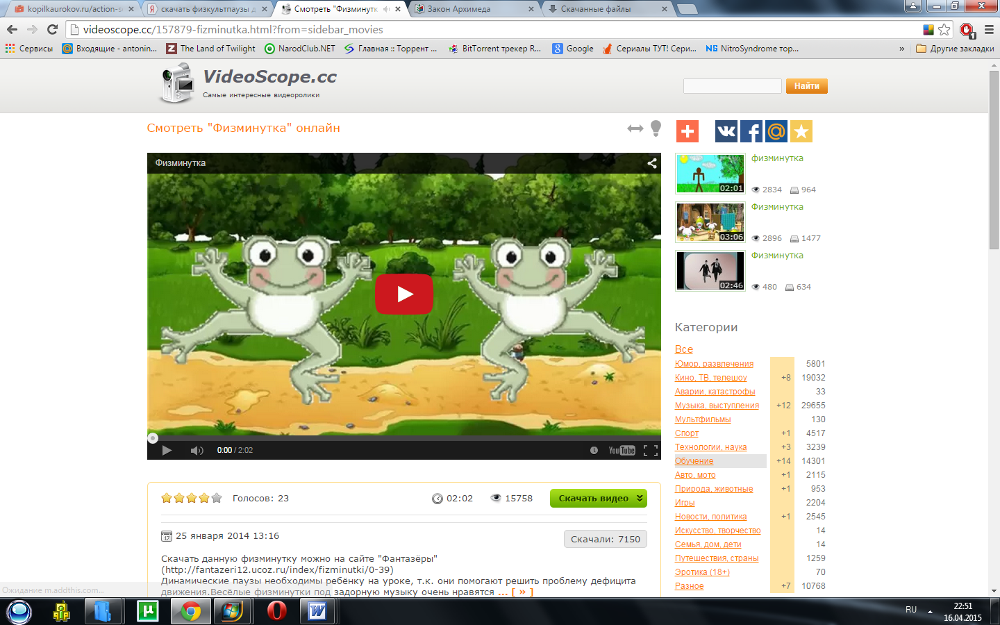 kopilkaurokov.ru/action-s
скачать физкультпаузы д
Смотреть "Физминутк
Закон Архимеда
Скачанные файлы
videoscope.cc/157879-fizminutka.html?from=sidebar_movies
1
Сервисы
Входящие - antonin...
The Land of Twilight
NarodClub.NET
Главная :: Торрент ...
BitTorrent трекер R...
Google
Сериалы ТУТ! Сери...
NitroSyndrome тор...
»
Другие закладки
VideoScope.cc
Самые интересные видеоролики
Найти
Смотреть "Физминутка" онлайн
Физминутка
0:00 / 2:02
YouTube
физминутка
02:01
2834 964
Физминутка
03:06
2896 1477
Физминутка
02:46
480 634
Категории
Все
Юмор, развлечения 5801
Кино, ТВ, телешоу +8 19032
Аварии, катастрофы 33
Музыка, выступления +12 29655
Мультфильмы 130
Спорт +1 4517
Технологии, наука +3 3239
Обучение +14 14301
Авто, мото +1 2115
Природа, животные +1 953
Игры 2204
Новости, политика +1 2545
Искусство, творчество 14
Семья, дом, дети 14
Путешествия, страны 1259
Эротика (18+) 70
Разное +7 10768
Голосов: 23
02:02
15758
Скачать видео
25 января 2014 13:16
Скачали: 7150
Скачать данную физминутку можно на сайте "Фантазёры"
(http://fantazeri12.ucoz.ru/index/fizminutki/0-39)
Динамические паузы необходимы ребёнку на уроке, т.к. они помогают решить проблему дефицита
движения.Весёлые физминутки под задорную музыку очень нравятся ... [ » ]
Ожидание m.addthis.com...
RU
22:51
16.04.2015